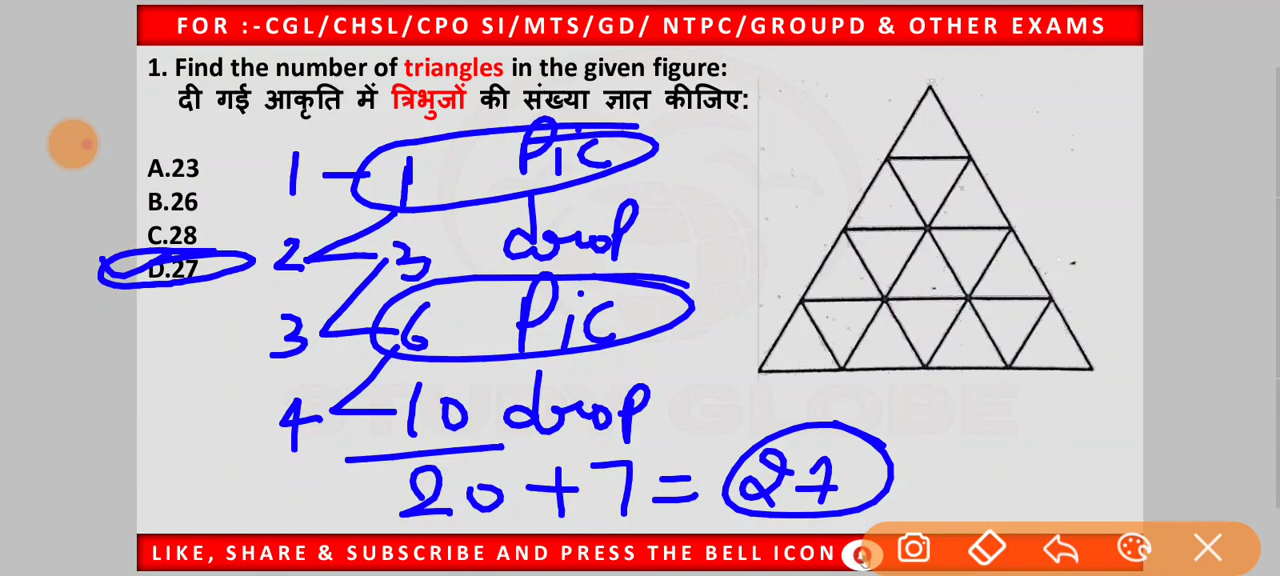 FOR :-CGL/CHSL/CPO SI/MTS/GD/ NTPC/GROUPD & OTHER EXAMS
1. Find the number of triangles in the given figure:
दी गई आकृति में त्रिभुजों की संख्या ज्ञात कीजिए:
A.23
B.26
C.28
D.27
1 - 1 Pic
2 3 drop
3 6 Pic
4 - 10 drop
20 + 7 = 27
LIKE, SHARE & SUBSCRIBE AND PRESS THE BELL ICON